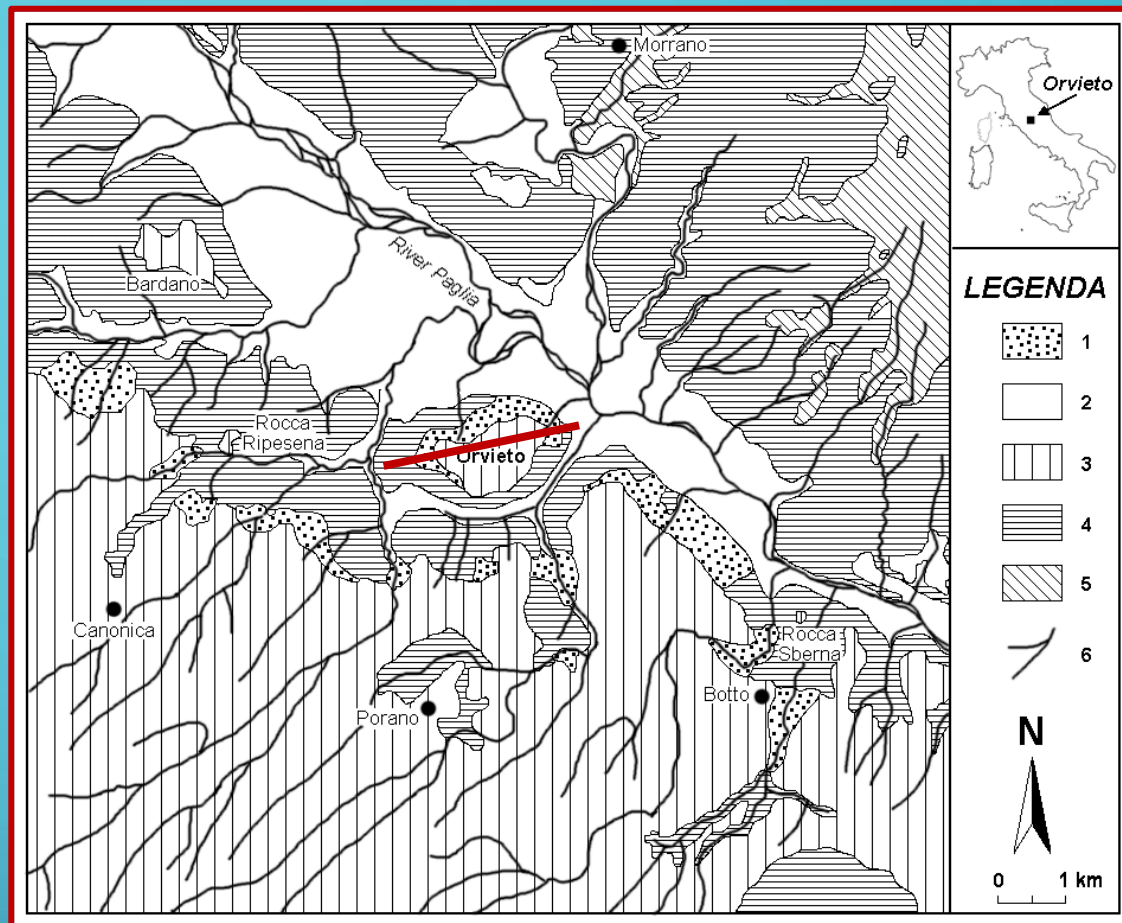 Morrano
Orvieto
River Paglia
Bardano
LEGENDA
1
2
Rocca
Ripesena
Orvieto
3
4
5
Canonica
Rocca
Sberna
6
Porano
Botto
N
0 1 km